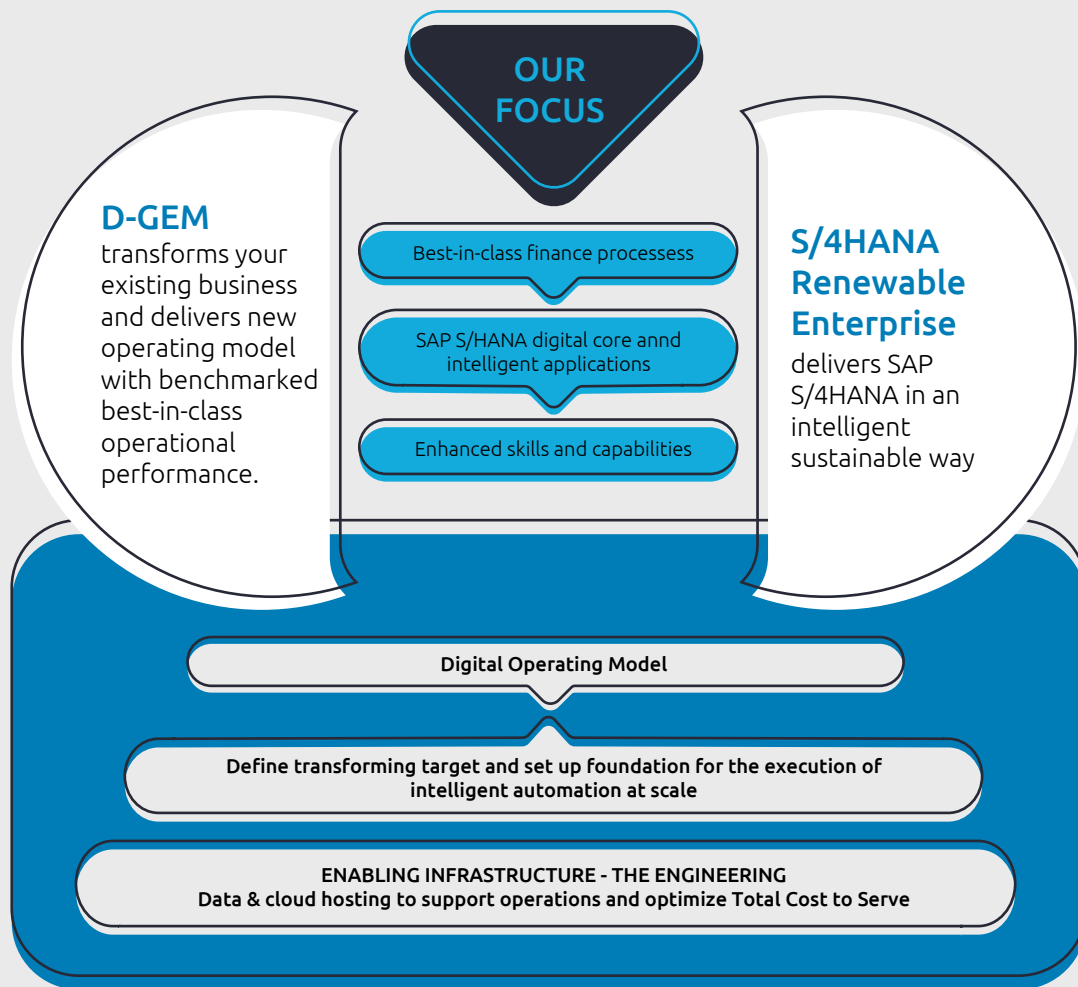 OUR
FOCUS
D-GEM
transforms your
existing business
and delivers new
operating model
with benchmarked
best-in-class
operational
performance.
Best-in-class finance processess
SAP S/HANA digital core annd
intelligent applications
Enhanced skills and capabilities
S/4HANA
Renewable
Enterprise
delivers SAP
S/4HANA in an
intelligent
sustainable way
Digital Operating Model
Define transforming target and set up foundation for the execution of
intelligent automation at scale
ENABLING INFRASTRUCTURE - THE ENGINEERING
Data & cloud hosting to support operations and optimize Total Cost to Serve